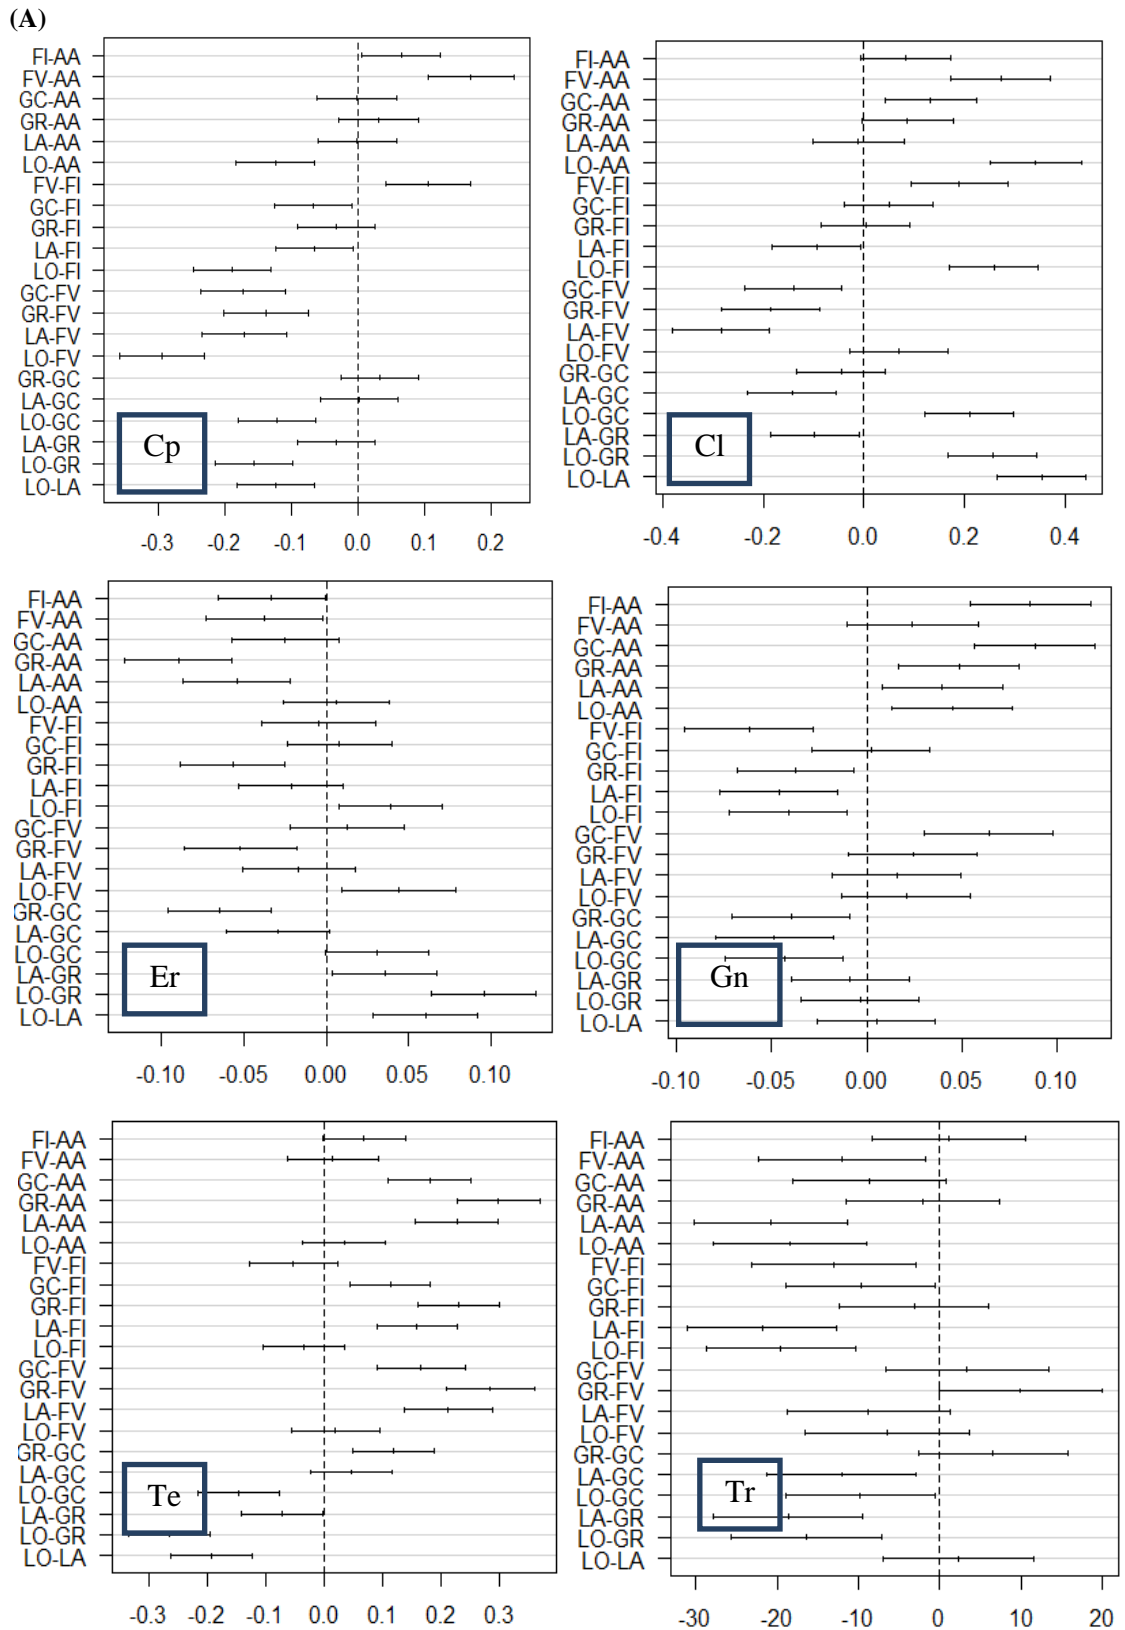 (A)
FI-AA
FV-AA
GC-AA
GR-AA
LA-AA
LO-AA
FV-FI
GC-FI
GR-FI
LA-FI
LO-FI
GC-FV
GR-FV
LA-FV
LO-FV
GR-GC
LA-GC
LO-GC
LA-GR
LO-GR
LO-LA
Cp
-0.3 -0.2 -0.1 0.0 0.1 0.2
FI-AA
FV-AA
GC-AA
GR-AA
LA-AA
LO-AA
FV-FI
GC-FI
GR-FI
LA-FI
LO-FI
GC-FV
GR-FV
LA-FV
LO-FV
GR-GC
LA-GC
LO-GC
LA-GR
LO-GR
LO-LA
Cl
-0.4 -0.2 0.0 0.2 0.4
FI-AA
FV-AA
GC-AA
GR-AA
LA-AA
LO-AA
FV-FI
GC-FI
GR-FI
LA-FI
LO-FI
GC-FV
GR-FV
LA-FV
LO-FV
GR-GC
LA-GC
LO-GC
LA-GR
LO-GR
LO-LA
Er
-0.10 -0.05 0.00 0.05 0.10
FI-AA
FV-AA
GC-AA
GR-AA
LA-AA
LO-AA
FV-FI
GC-FI
GR-FI
LA-FI
LO-FI
GC-FV
GR-FV
LA-FV
LO-FV
GR-GC
LA-GC
LO-GC
LA-GR
LO-GR
LO-LA
Gn
-0.10 -0.05 0.00 0.05 0.10
FI-AA
FV-AA
GC-AA
GR-AA
LA-AA
LO-AA
FV-FI
GC-FI
GR-FI
LA-FI
LO-FI
GC-FV
GR-FV
LA-FV
LO-FV
GR-GC
LA-GC
LO-GC
LA-GR
LO-GR
LO-LA
Te
-0.3 -0.2 -0.1 0.0 0.1 0.2 0.3
FI-AA
FV-AA
GC-AA
GR-AA
LA-AA
LO-AA
FV-FI
GC-FI
GR-FI
LA-FI
LO-FI
GC-FV
GR-FV
LA-FV
LO-FV
GR-GC
LA-GC
LO-GC
LA-GR
LO-GR
LO-LA
Tr
-30 -20 -10 0 10 20